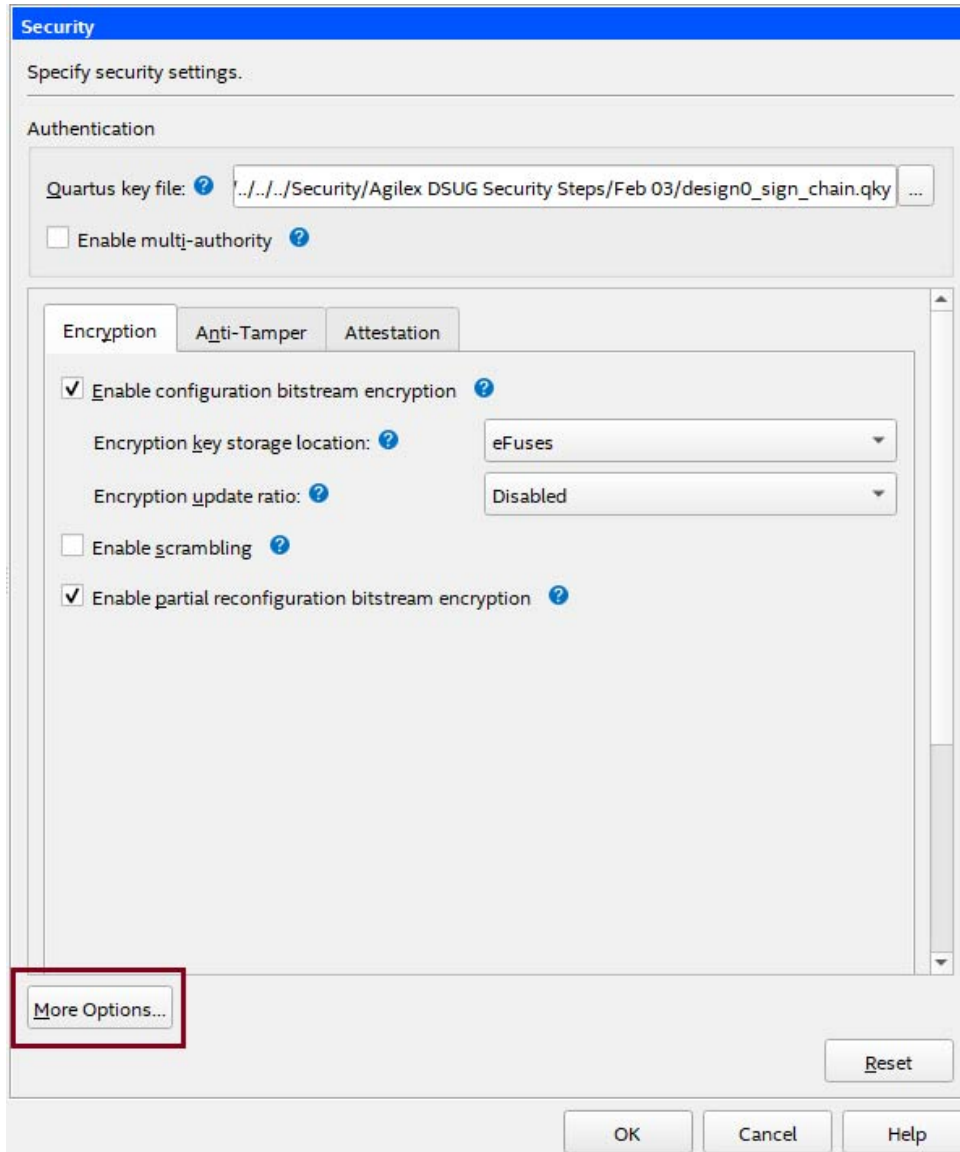 Security
Specify security settings.
Authentication
Quartus key file: ? '../../../Security/Agilex DSUG Security Steps/Feb 03/design0_sign_chain.qky ...
Enable multi-authority ?
Encryption Anti-Tamper Attestation
Enable configuration bitstream encryption ?
Encryption key storage location: ? eFuses
Encryption update ratio: ? Disabled
Enable scrambling ?
Enable partial reconfiguration bitstream encryption ?
More Options...
Reset
OK Cancel Help